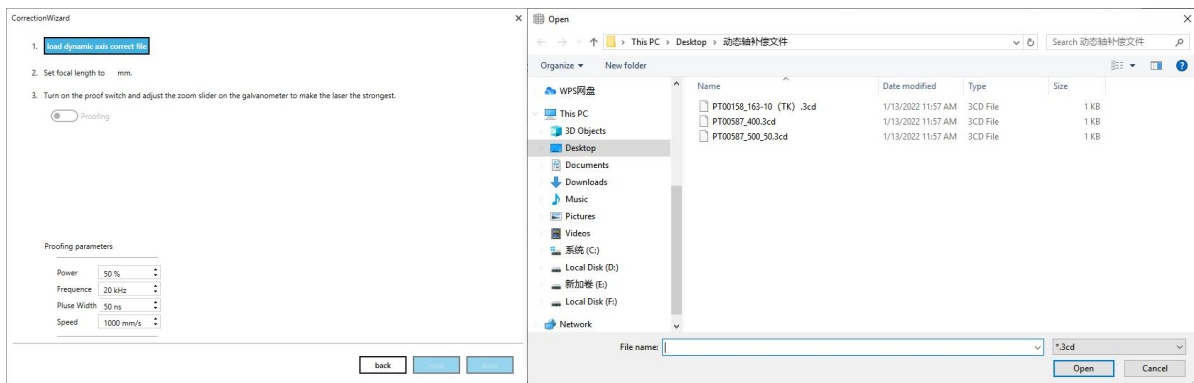 CorrectionWizard
1. load dynamic axis correct file
2. Set focal length to mm.
3. Turn on the proof switch and adjust the zoom slider on the galvanometer to make the laser the strongest.
Proofing
Proofing parameters
Power 50 %
Frequence 20 kHz
Pluse Width 50 ns
Speed 1000 mm/s
back
Open
This PC > Desktop > 动态轴补偿文件
Search 动态轴补偿文件
Organize New folder
WPS网盘
This PC
3D Objects
Desktop
Documents
Downloads
Music
Pictures
Videos
系统 (C:)
Local Disk (D:)
新加卷 (E:)
Local Disk (F:)
Network
Name Date modified Type Size
PT00158_163-10（TK）.3cd 1/13/2022 11:57 AM 3CD File 1 KB
PT00587_400.3cd 1/13/2022 11:57 AM 3CD File 1 KB
PT00587_500_50.3cd 1/13/2022 11:57 AM 3CD File 1 KB
File name:
*.3cd
Open Cancel